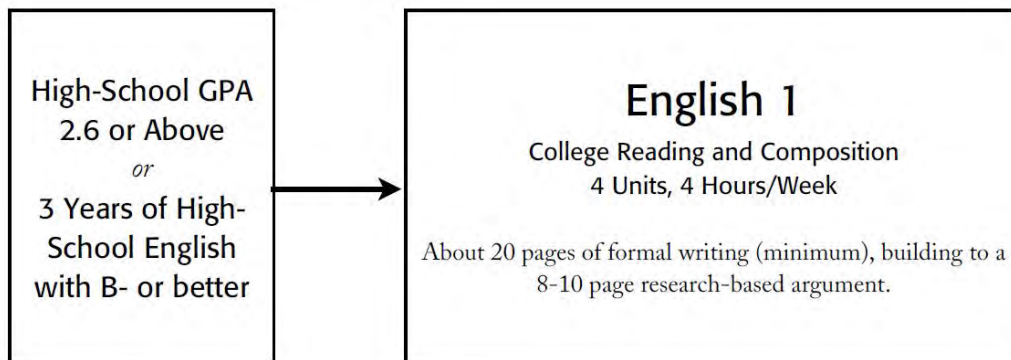 High-School GPA
2.6 or Above
or
3 Years of High-
School English
with B- or better
English 1
College Reading and Composition
4 Units, 4 Hours/Week
About 20 pages of formal writing (minimum), building to a
8-10 page research-based argument.